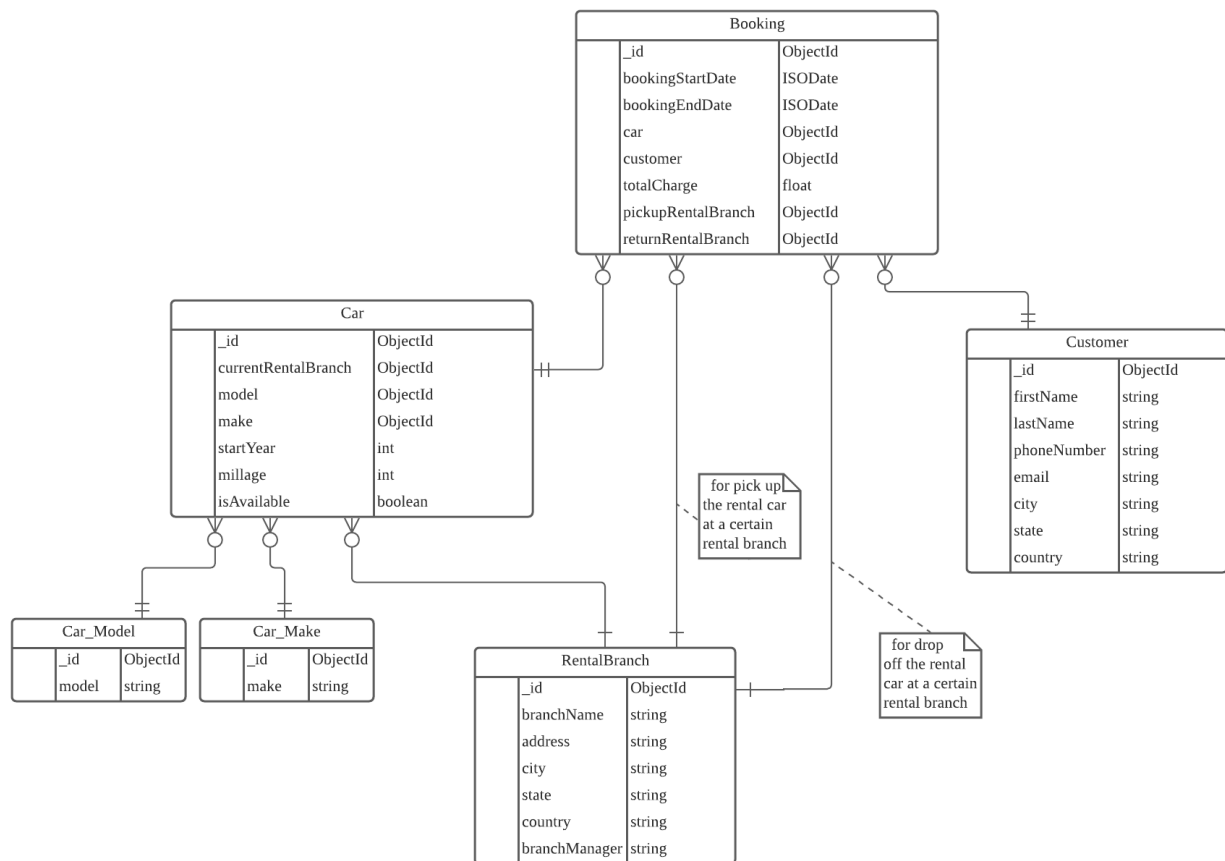 Booking
_id ObjectId
bookingStartDate ISODate
bookingEndDate ISODate
car ObjectId
customer ObjectId
totalCharge float
pickupRentalBranch ObjectId
returnRentalBranch ObjectId
Car
_id ObjectId
currentRentalBranch ObjectId
model ObjectId
make ObjectId
startYear int
millage int
isAvailable boolean
Customer
_id ObjectId
firstName string
lastName string
phoneNumber string
email string
city string
state string
country string
for pick up
the rental car
at a certain
rental branch
for drop
off the rental
car at a certain
rental branch
Car_Model
_id ObjectId
model string
Car_Make
_id ObjectId
make string
RentalBranch
_id ObjectId
branchName string
address string
city string
state string
country string
branchManager string